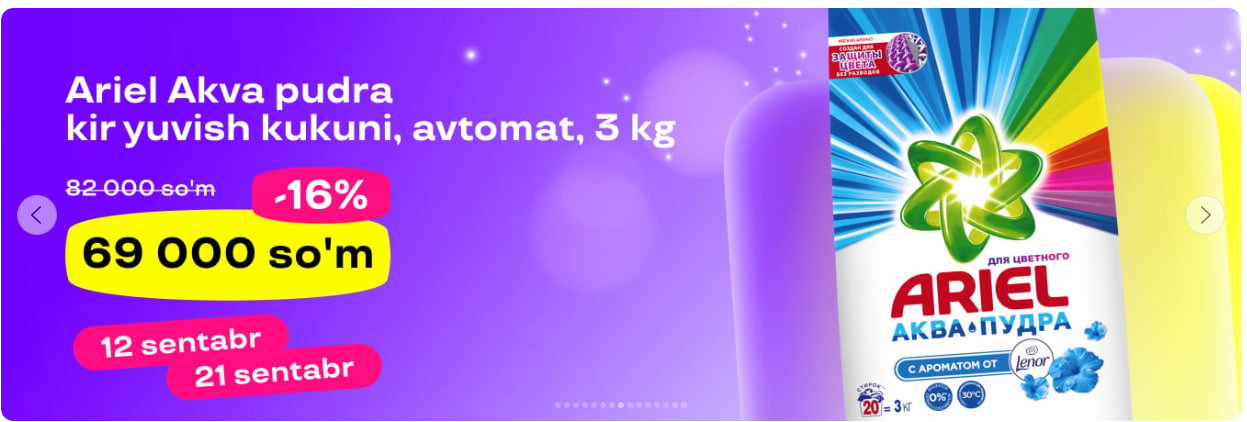 Ariel Akva pudra
kir yuvish kukuni, avtomat, 3 kg
82 000 so'm
-16%
69 000 so'm
12 sentabr
21 sentabr
МЯГКИЙ АРОМАТ
СОЗДАН ДЛЯ
ЗАЩИТЫ
ЦВЕТА
БЕЗ РАЗВОДОВ
ДЛЯ ЦВЕТНОГО
ARIEL
АКВА ПУДРА
С АРОМАТОМ ОТ
Lenor
СТИРОК
20 = 3 КГ
0%
30°C